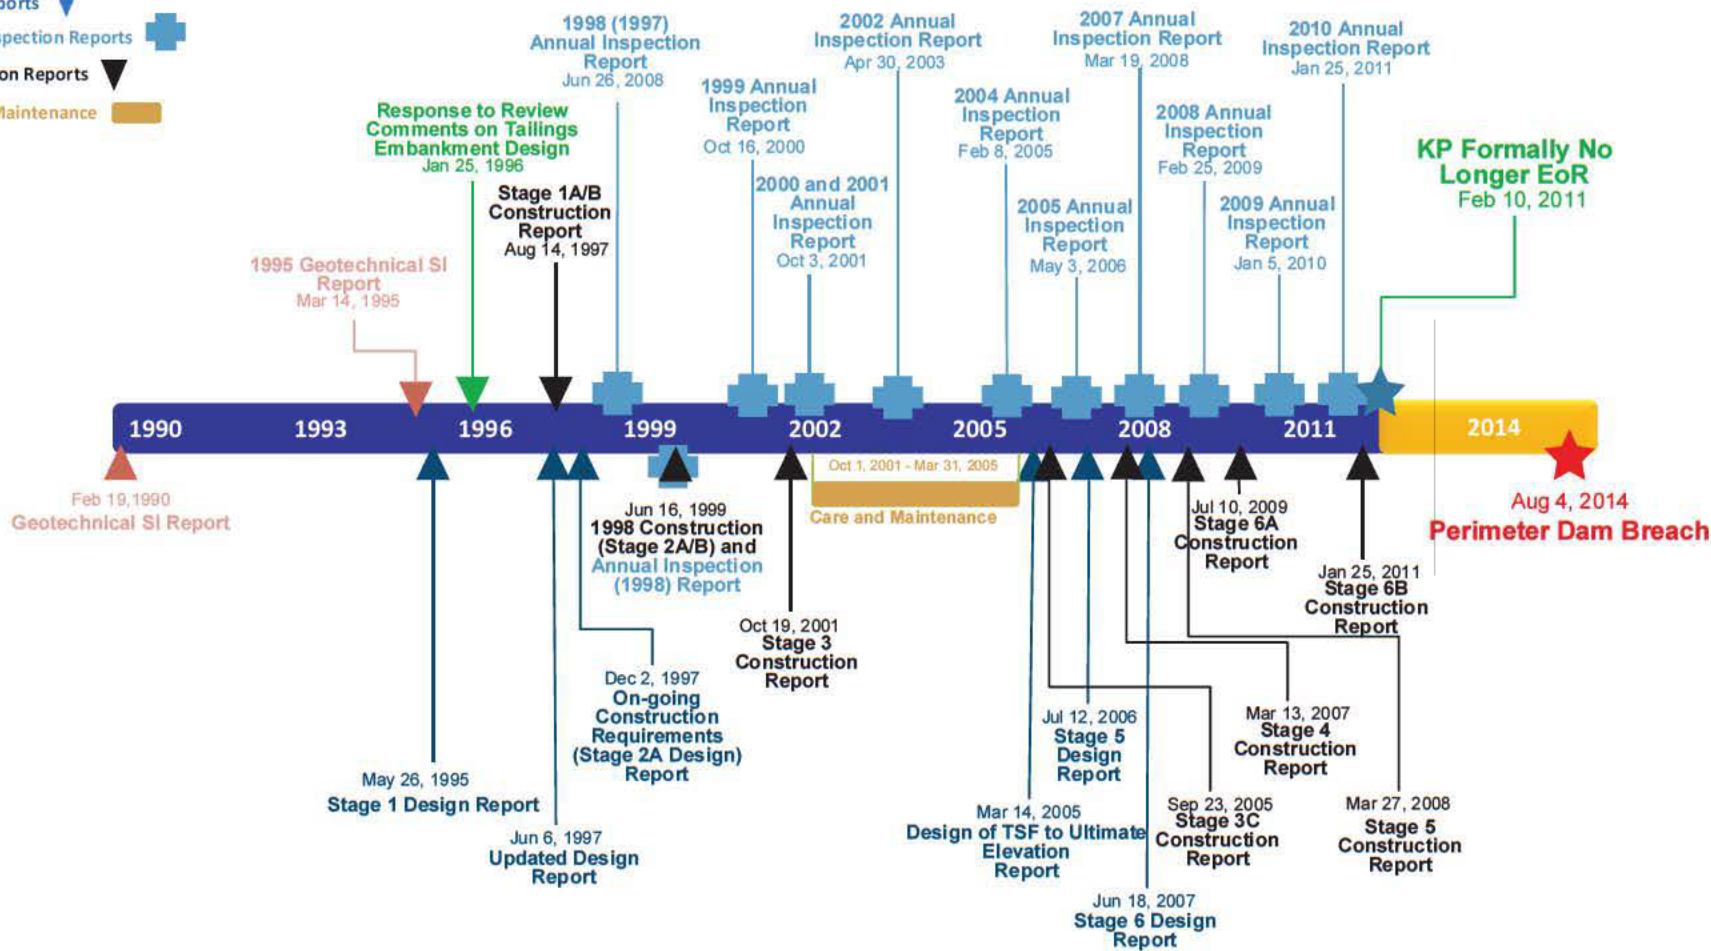 ports
spection Reports
on Reports
Maintenance
1998 (1997)
Annual Inspection
Report
Jun 26, 2008
2002 Annual
Inspection Report
Apr 30, 2003
2007 Annual
Inspection Report
Mar 19, 2008
2010 Annual
Inspection Report
Jan 25, 2011
1999 Annual
Inspection
Report
Oct 16, 2000
2004 Annual
Inspection
Report
Feb 8, 2005
2008 Annual
Inspection
Report
Feb 25, 2009
Response to Review
Comments on Tailings
Embankment Design
Jan 25, 1996
KP Formally No
Longer EoR
Feb 10, 2011
Stage 1A/B
Construction
Report
Aug 14, 1997
2000 and 2001
Annual
Inspection
Report
Oct 3, 2001
2005 Annual
Inspection
Report
May 3, 2006
2009 Annual
Inspection
Report
Jan 5, 2010
1995 Geotechnical SI
Report
Mar 14, 1995
1990 1993 1996 1999 2002 2005 2008 2011 2014
Oct 1, 2001 - Mar 31, 2005
Care and Maintenance
Feb 19,1990
Geotechnical SI Report
Jun 16, 1999
1998 Construction
(Stage 2A/B) and
Annual Inspection
(1998) Report
Jul 10, 2009
Stage 6A
Construction
Report
Aug 4, 2014
Perimeter Dam Breach
Jan 25, 2011
Stage 6B
Construction
Report
Oct 19, 2001
Stage 3
Construction
Report
Dec 2, 1997
On-going
Construction
Requirements
(Stage 2A Design)
Report
Jul 12, 2006
Stage 5
Design
Report
Mar 13, 2007
Stage 4
Construction
Report
May 26, 1995
Stage 1 Design Report
Mar 14, 2005
Design of TSF to Ultimate
Elevation
Report
Sep 23, 2005
Stage 3C
Construction
Report
Mar 27, 2008
Stage 5
Construction
Report
Jun 6, 1997
Updated Design
Report
Jun 18, 2007
Stage 6 Design
Report